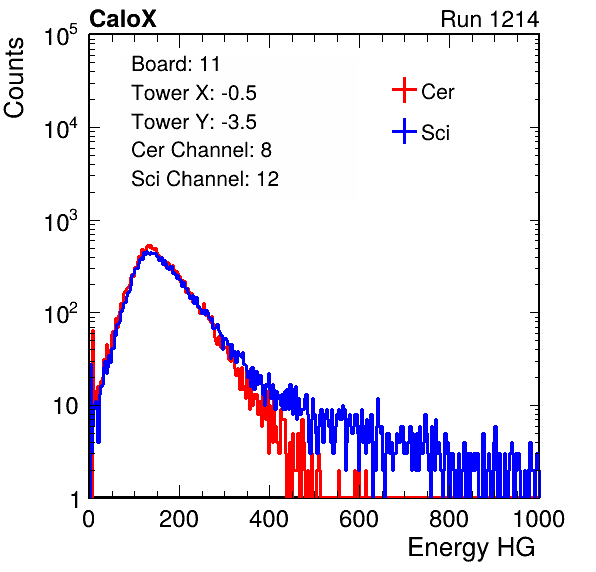 CaloX Run 1214
Counts
Board: 11
Tower X: -0.5
Tower Y: -3.5
Cer Channel: 8
Sci Channel: 12
Cer
Sci
10^5
10^4
10^3
10^2
10
1
0 200 400 600 800 1000
Energy HG